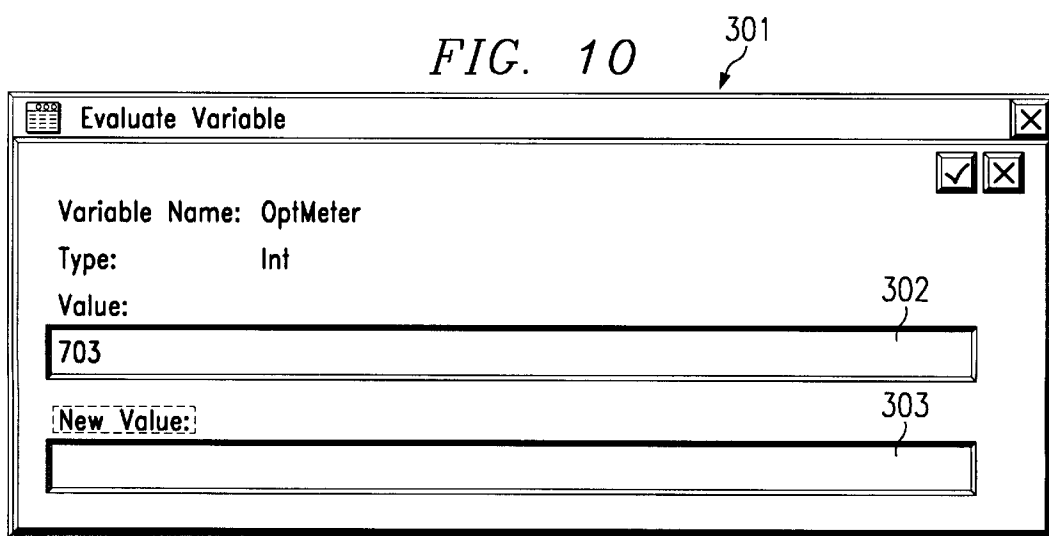 FIG. 10
301
Evaluate Variable
Variable Name: OptMeter
Type: Int
Value:
302
703
New Value:
303